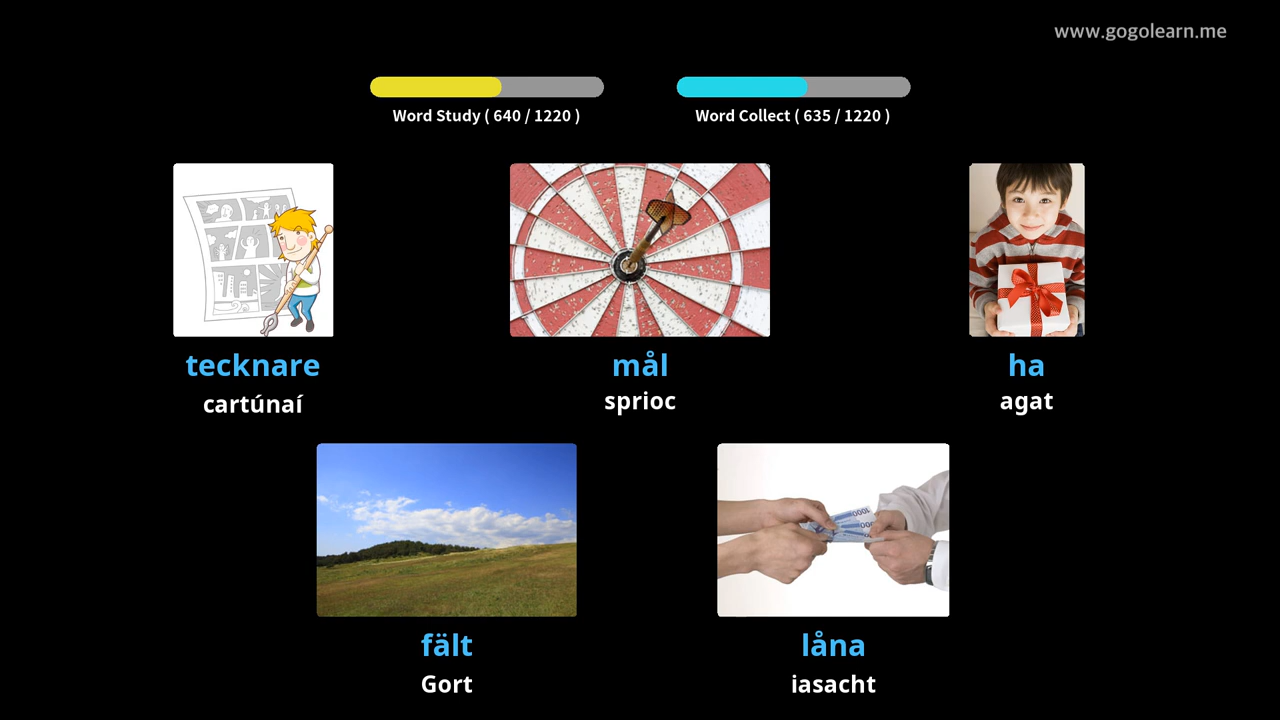 www.gogolearn.me
Word Study ( 640 / 1220 )
Word Collect ( 635 / 1220 )
tecknare
cartúnaí
mål
sprioc
ha
agat
fält
Gort
låna
iasacht